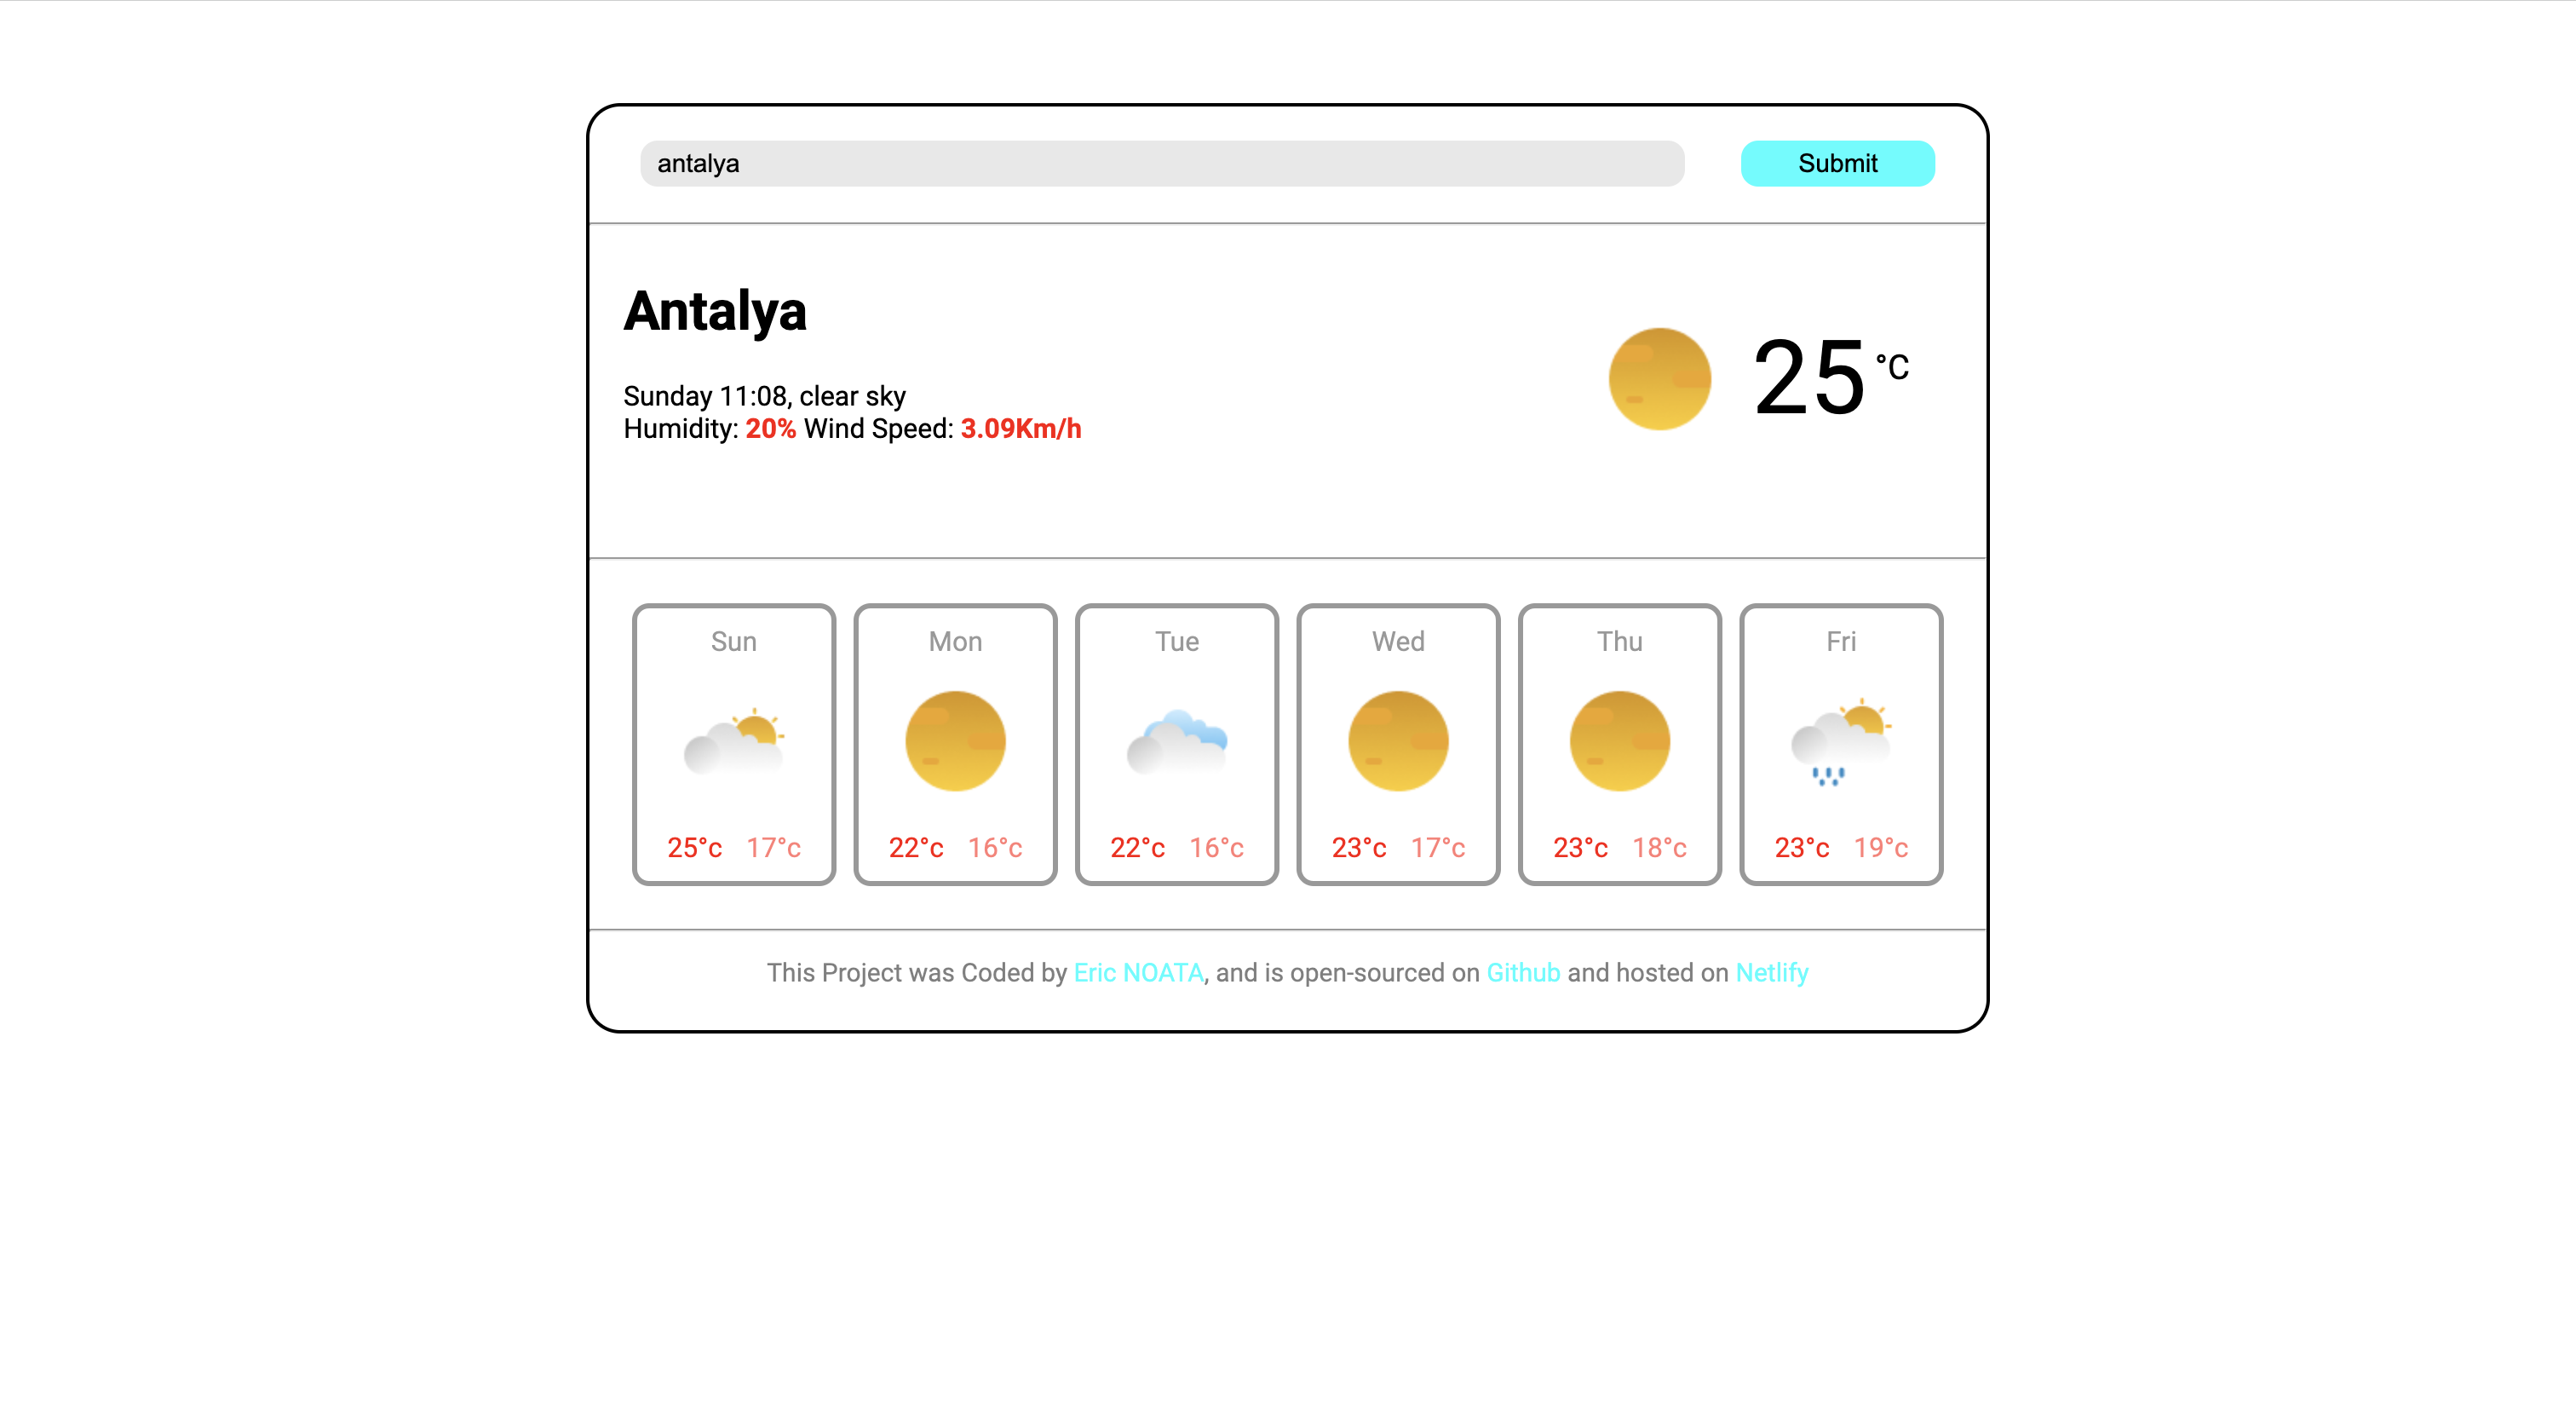 antalya
Submit
Antalya
Sunday 11:08, clear sky
Humidity: 20% Wind Speed: 3.09Km/h
25 °C
Sun
25°c 17°c
Mon
22°c 16°c
Tue
22°c 16°c
Wed
23°c 17°c
Thu
23°c 18°c
Fri
23°c 19°c
This Project was Coded by Eric NOATA, and is open-sourced on Github and hosted on Netlify